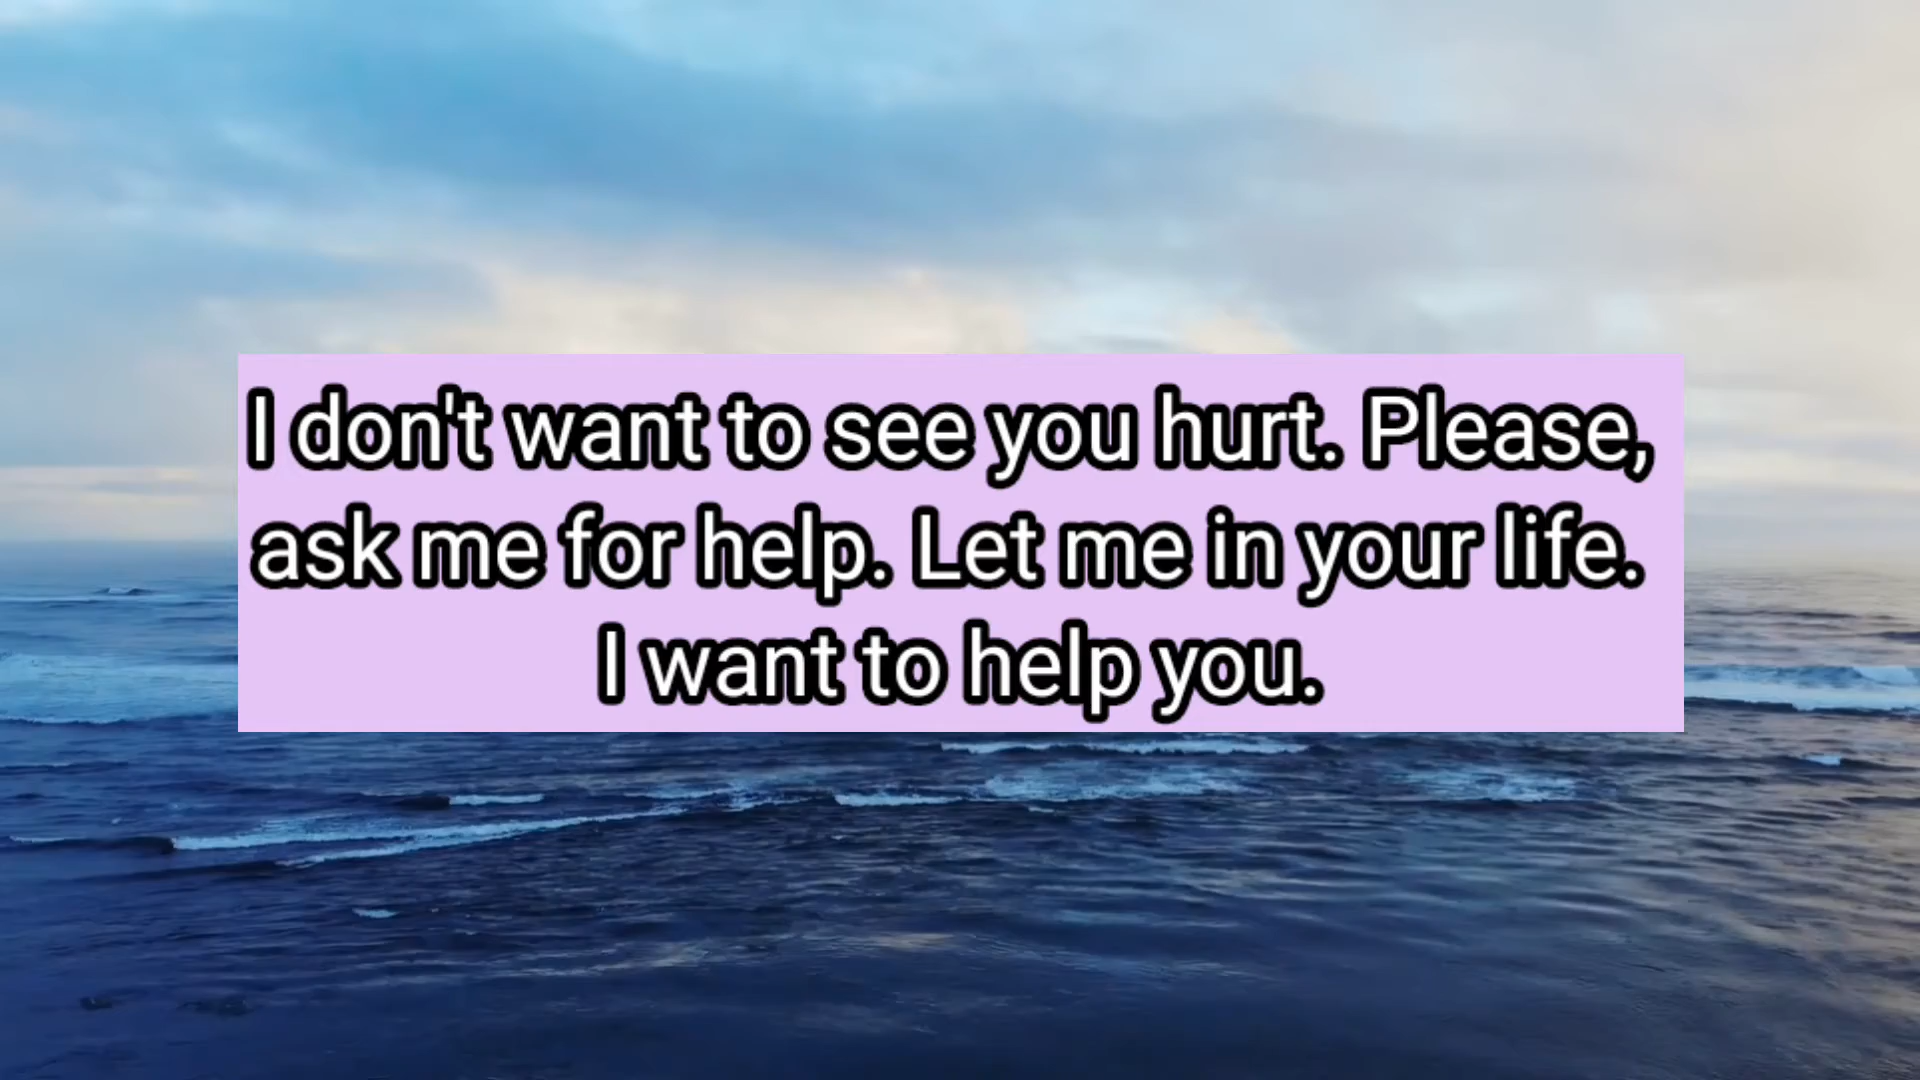 I don't want to see you hurt. Please,
ask me for help. Let me in your life.
I want to help you.